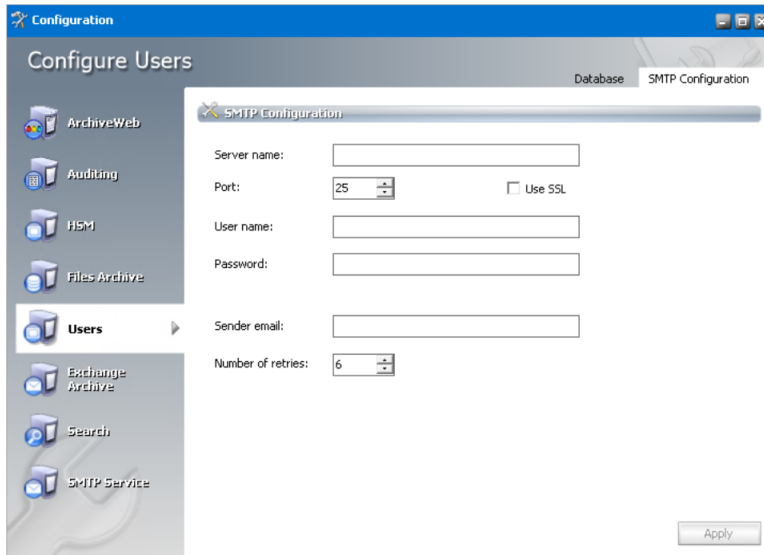 Configuration
Configure Users
Database SMTP Configuration
SMTP Configuration
ArchiveWeb
Auditing
HSM
Files Archive
Users
Exchange
Archive
Search
SMTP Service
Server name:
Port: 25 Use SSL
User name:
Password:
Sender email:
Number of retries: 6
Apply